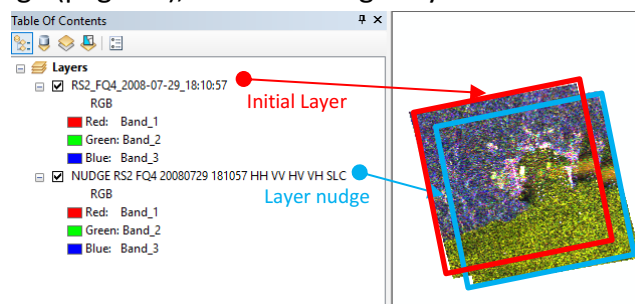 Table Of Contents
Layers
RS2_FQ4_2008-07-29_18:10:57
RGB
Red: Band_1
Green: Band_2
Blue: Band_3
NUDGE RS2 FQ4 20080729 181057 HH VV HV VH SLC
RGB
Red: Band_1
Green: Band_2
Blue: Band_3
Initial Layer
Layer nudge